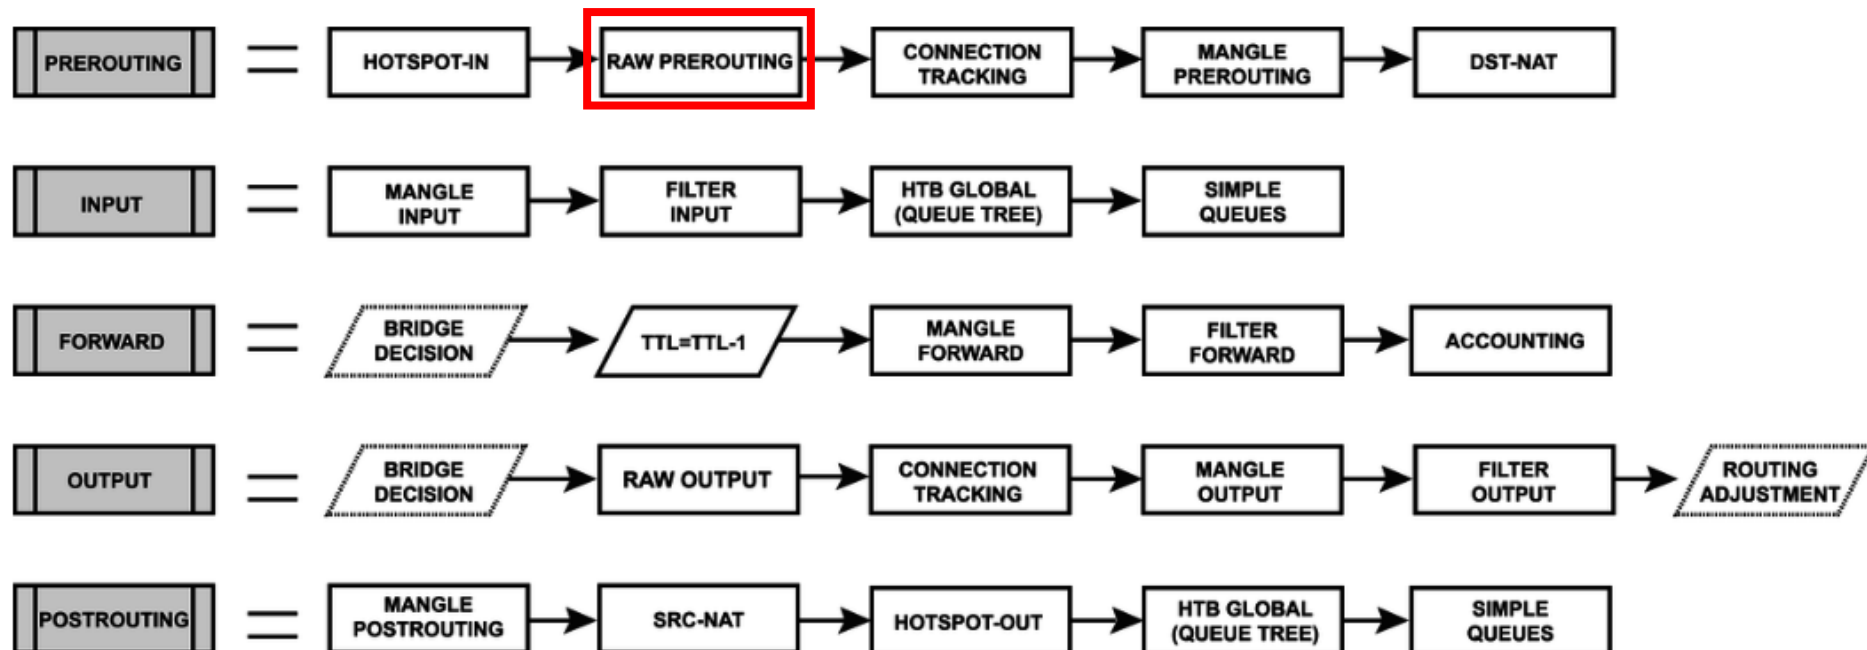 PREROUTING
HOTSPOT-IN
RAW PREROUTING
CONNECTION
TRACKING
MANGLE
PREROUTING
DST-NAT
INPUT
MANGLE
INPUT
FILTER
INPUT
HTB GLOBAL
(QUEUE TREE)
SIMPLE
QUEUES
FORWARD
BRIDGE
DECISION
TTL=TTL-1
MANGLE
FORWARD
FILTER
FORWARD
ACCOUNTING
OUTPUT
BRIDGE
DECISION
RAW OUTPUT
CONNECTION
TRACKING
MANGLE
OUTPUT
FILTER
OUTPUT
ROUTING
ADJUSTMENT
POSTROUTING
MANGLE
POSTROUTING
SRC-NAT
HOTSPOT-OUT
HTB GLOBAL
(QUEUE TREE)
SIMPLE
QUEUES